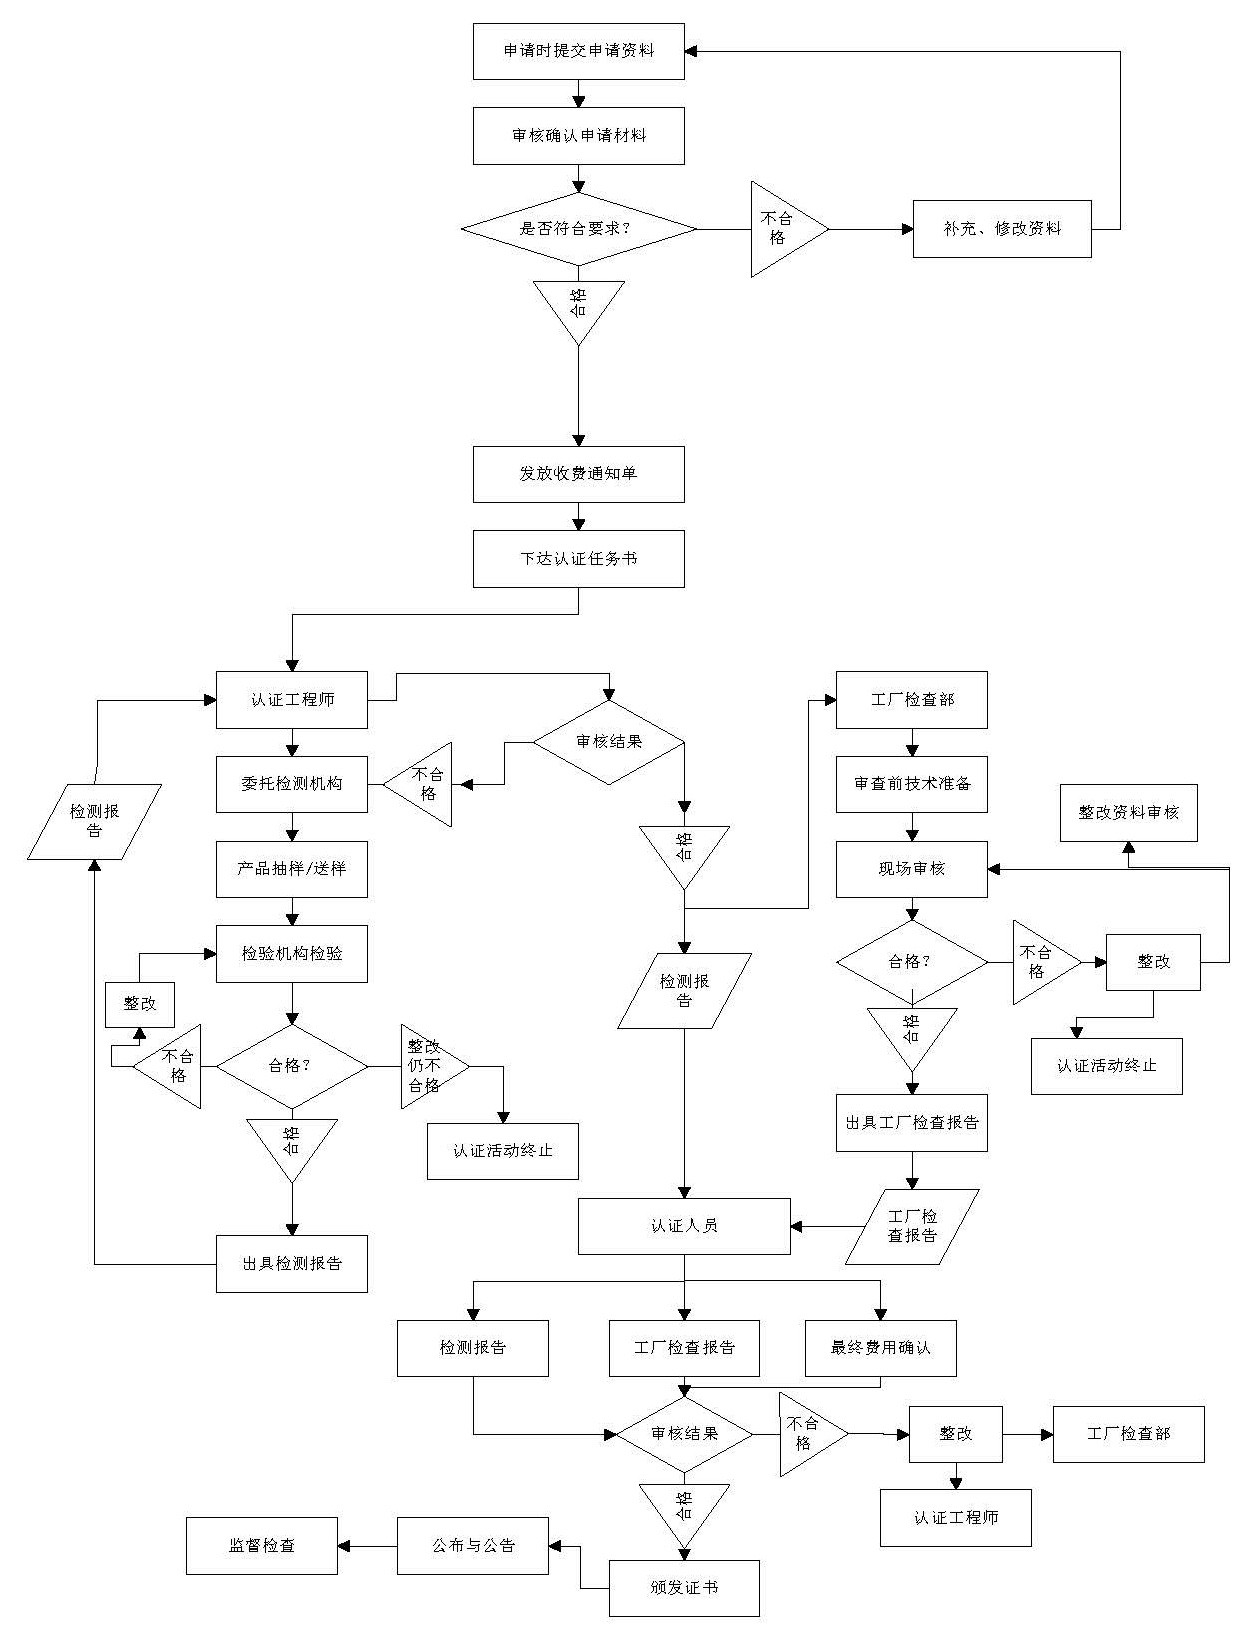 申请时提交申请资料
审核确认申请材料
是否符合要求?
不合
格
补充、修改资料
合格
发放收费通知单
下达认证任务书
认证工程师
工厂检查部
审核结果
委托检测机构
不合
格
审查前技术准备
检测报
告
整改资料审核
合格
产品抽样/送样
现场审核
检验机构检验
合格?
不合
格
整改
检测报
告
整改
合格
不合
格
合格?
整改
仍不
合格
认证活动终止
合格
出具工厂检查报告
认证活动终止
工厂检
查报告
认证人员
出具检测报告
检测报告
工厂检查报告
最终费用确认
审核结果
不合
格
整改
工厂检查部
合格
认证工程师
监督检查
公布与公告
颁发证书